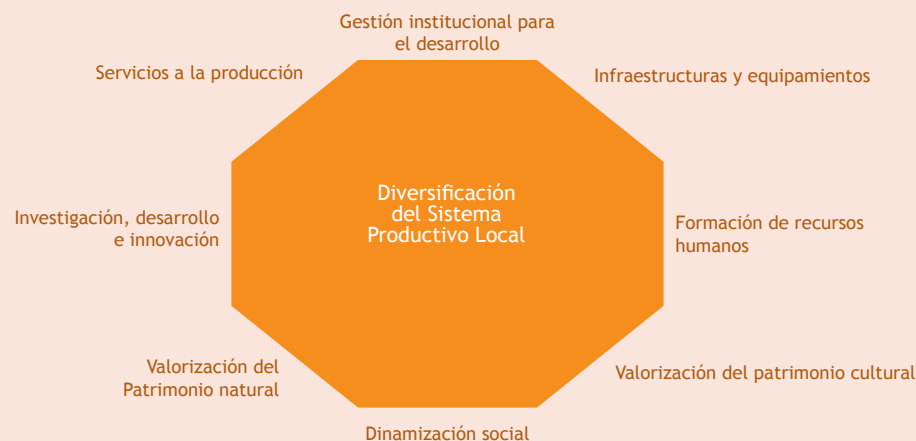 Gestión institucional para
el desarrollo
Servicios a la producción
Infraestructuras y equipamientos
Diversificación
del Sistema
Productivo Local
Investigación, desarrollo
e innovación
Formación de recursos
humanos
Valorización del
Patrimonio natural
Valorización del patrimonio cultural
Dinamización social